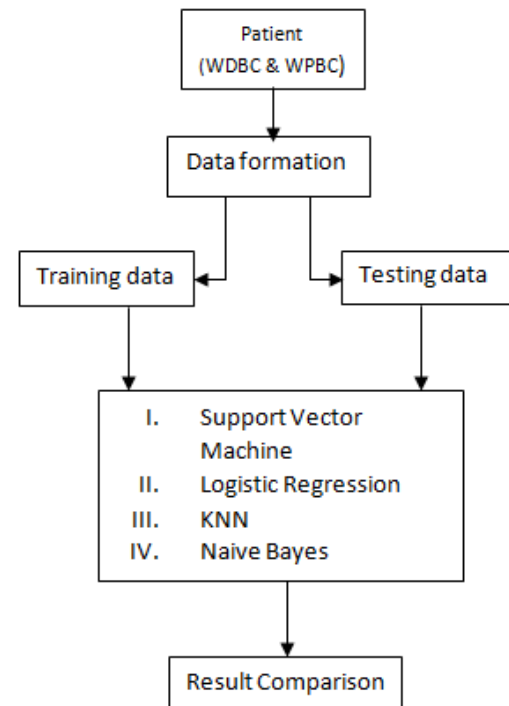 Patient
(WDBC & WPBC)
Data formation
Training data
Testing data
I. Support Vector
Machine
II. Logistic Regression
III. KNN
IV. Naive Bayes
Result Comparison